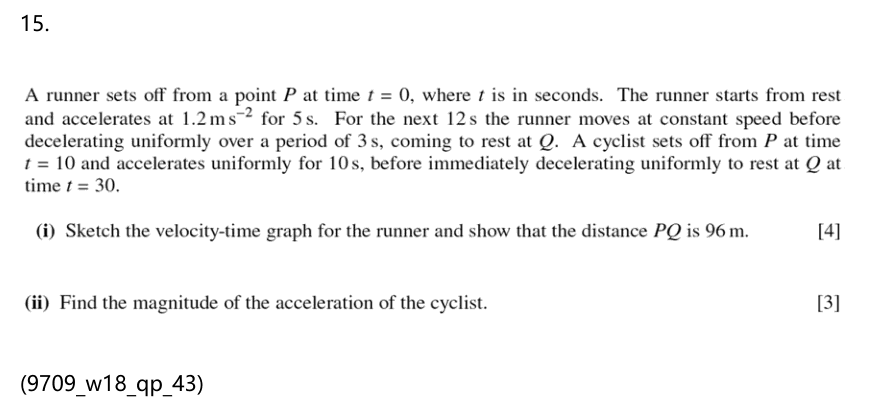 15.
A runner sets off from a point P at time t = 0, where t is in seconds. The runner starts from rest
and accelerates at 1.2 m s⁻² for 5 s. For the next 12 s the runner moves at constant speed before
decelerating uniformly over a period of 3 s, coming to rest at Q. A cyclist sets off from P at time
t = 10 and accelerates uniformly for 10 s, before immediately decelerating uniformly to rest at Q at
time t = 30.
(i) Sketch the velocity-time graph for the runner and show that the distance PQ is 96 m. [4]
(ii) Find the magnitude of the acceleration of the cyclist. [3]
(9709_w18_qp_43)